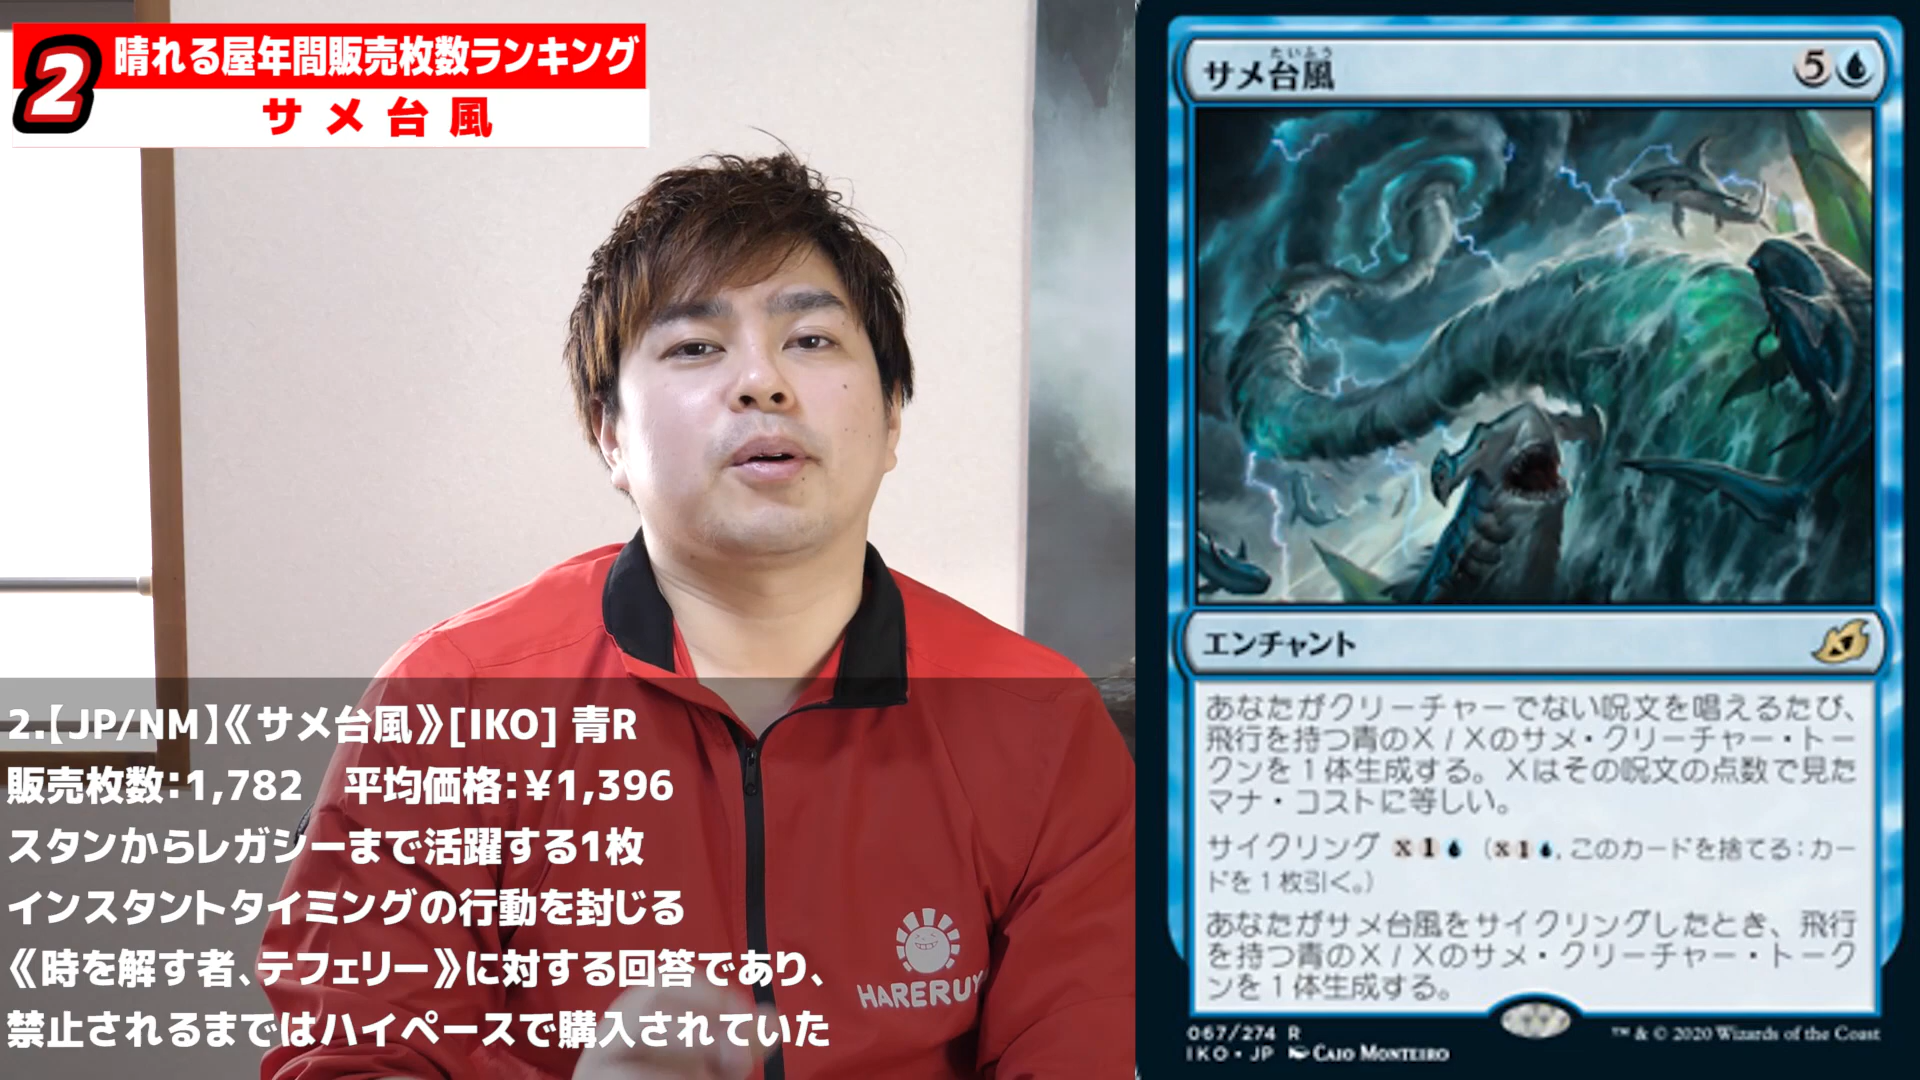 2
晴れる屋年間販売枚数ランキング
サメ台風
2.【JP/NM】《サメ台風》[IKO] 青R
販売枚数:1,782 平均価格:¥1,396
スタンからレガシーまで活躍する1枚
インスタントタイミングの行動を封じる
《時を解す者、テフェリー》に対する回答であり、
禁止されるまではハイペースで購入されていた
HARERUY
たいふう
サメ台風
5
エンチャント
あなたがクリーチャーでない呪文を唱えるたび、
飛行を持つ青のX/Xのサメ・クリーチャー・トー
クンを1体生成する。Xはその呪文の点数で見た
マナ・コストに等しい。
サイクリング X1 (X1, このカードを捨てる:カー
ドを1枚引く。)
あなたがサメ台風をサイクリングしたとき、飛行
を持つ青のX/Xのサメ・クリーチャー・トーク
ンを1体生成する。
067/274 R
IKO・JP CAIO MONTEIRO
™ & © 2020 Wizards of the Coast